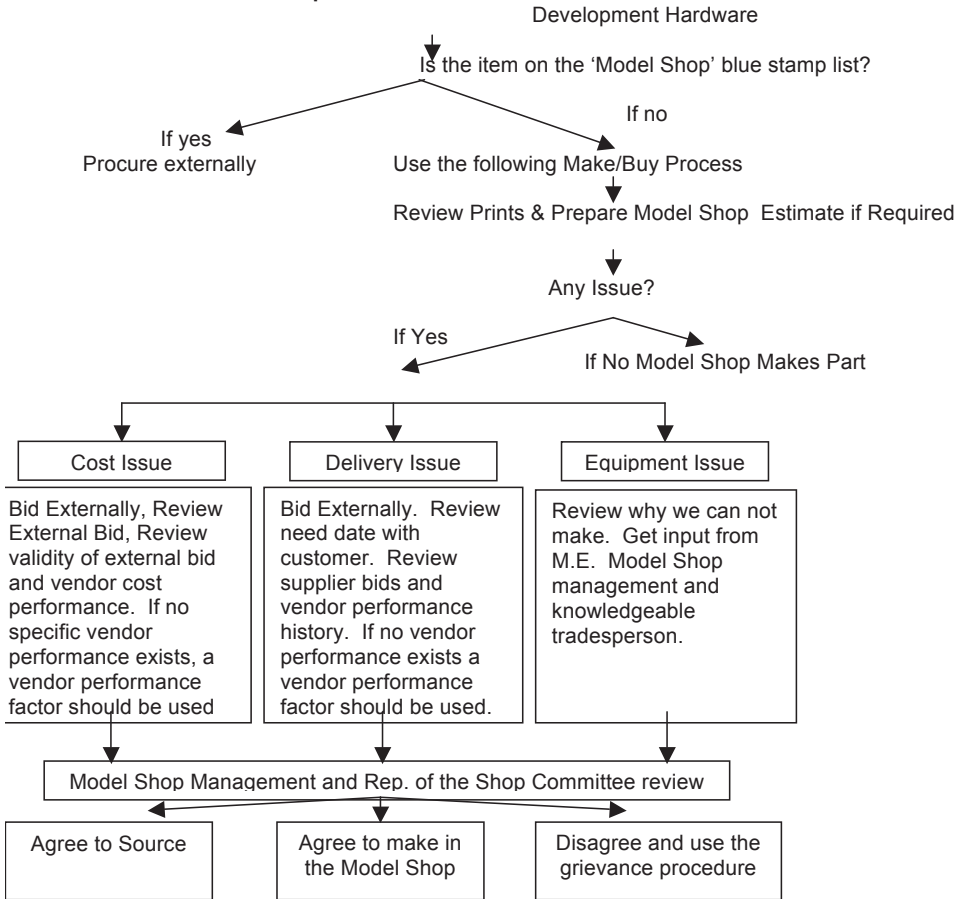 Development Hardware
Is the item on the ‘Model Shop’ blue stamp list?
If no
If yes
Procure externally
Use the following Make/Buy Process
Review Prints & Prepare Model Shop Estimate if Required
Any Issue?
If Yes
If No Model Shop Makes Part
Cost Issue
Delivery Issue
Equipment Issue
Bid Externally, Review
External Bid, Review
validity of external bid
and vendor cost
performance. If no
specific vendor
performance exists, a
vendor performance
factor should be used
Bid Externally. Review
need date with
customer. Review
supplier bids and
vendor performance
history. If no vendor
performance exists a
vendor performance
factor should be used.
Review why we can not
make. Get input from
M.E. Model Shop
management and
knowledgeable
tradesperson.
Model Shop Management and Rep. of the Shop Committee review
Agree to Source
Agree to make in
the Model Shop
Disagree and use the
grievance procedure